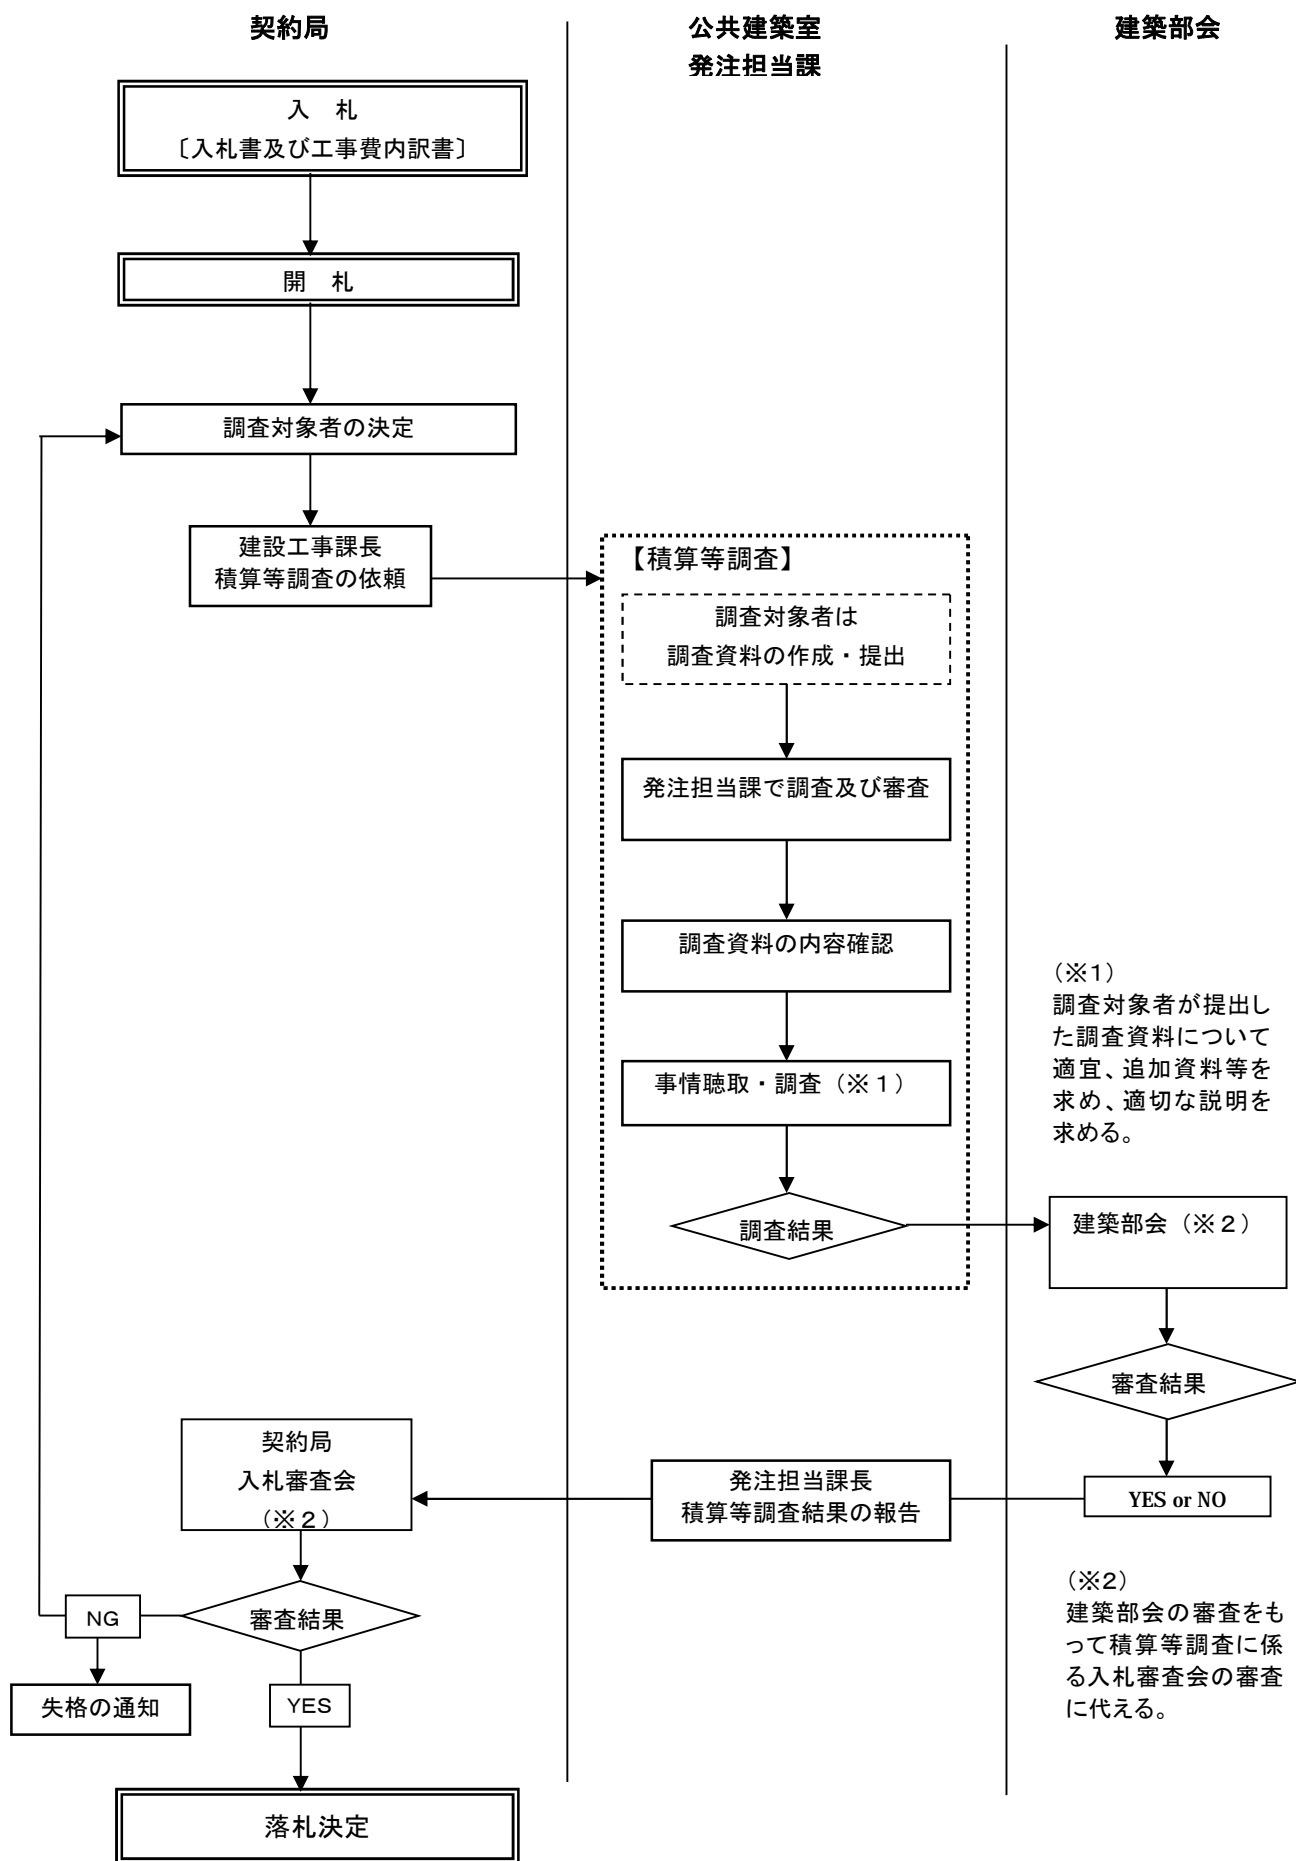 契約局
公共建築室
発注担当課
建築部会
入　札
〔入札書及び工事費内訳書〕
開　札
調査対象者の決定
建設工事課長
積算等調査の依頼
【積算等調査】
調査対象者は
調査資料の作成・提出
発注担当課で調査及び審査
調査資料の内容確認
事情聴取・調査（※１）
調査結果
(※1)
調査対象者が提出し
た調査資料について
適宜、追加資料等を
求め、適切な説明を
求める。
建築部会（※２）
審査結果
YES or NO
発注担当課長
積算等調査結果の報告
契約局
入札審査会
（※２）
審査結果
NG
失格の通知
YES
落札決定
(※2)
建築部会の審査をも
って積算等調査に係
る入札審査会の審査
に代える。